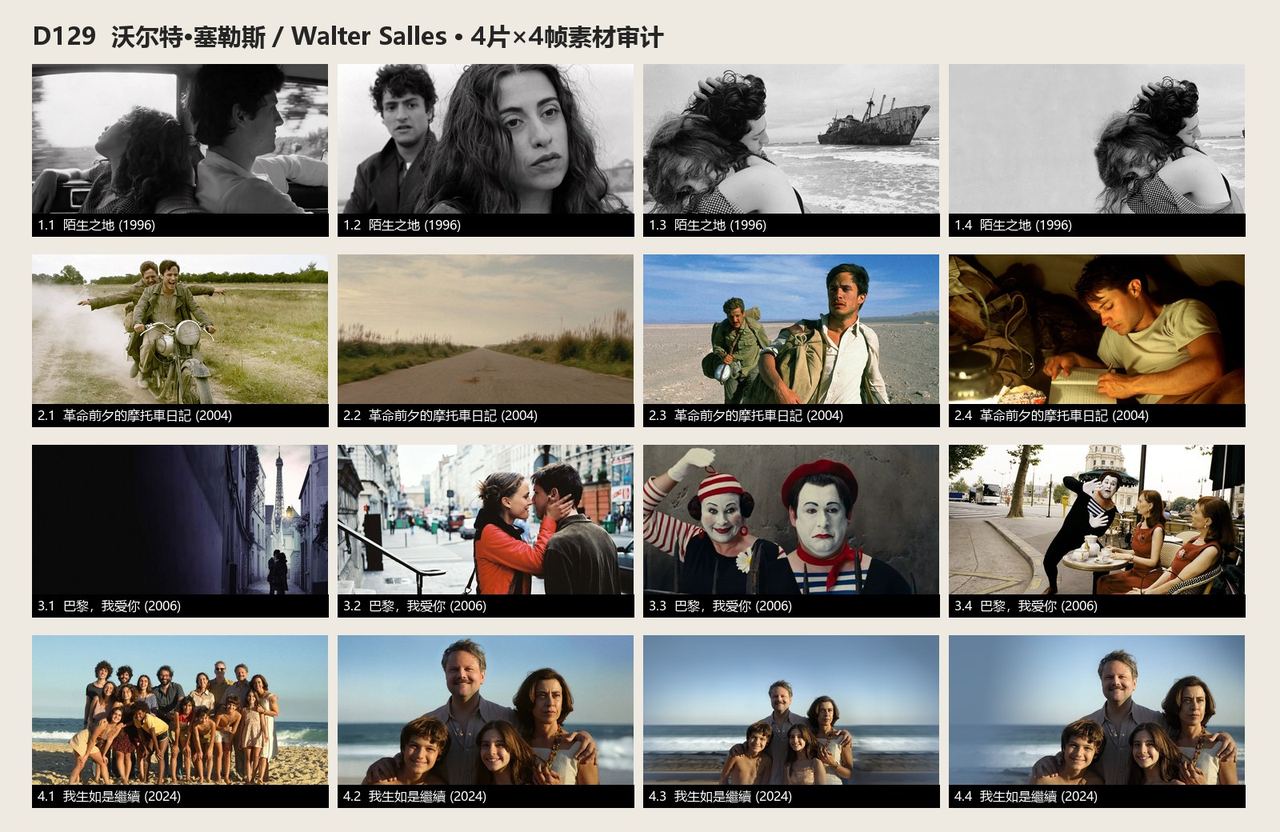 D129 沃尔特•塞勒斯 / Walter Salles • 4片×4帧素材审计
1.1 陌生之地 (1996)
1.2 陌生之地 (1996)
1.3 陌生之地 (1996)
1.4 陌生之地 (1996)
2.1 革命前夕的摩托車日記 (2004)
2.2 革命前夕的摩托車日記 (2004)
2.3 革命前夕的摩托車日記 (2004)
2.4 革命前夕的摩托車日記 (2004)
3.1 巴黎，我爱你 (2006)
3.2 巴黎，我爱你 (2006)
3.3 巴黎，我爱你 (2006)
3.4 巴黎，我爱你 (2006)
4.1 我生如是繼續 (2024)
4.2 我生如是繼續 (2024)
4.3 我生如是繼續 (2024)
4.4 我生如是繼續 (2024)